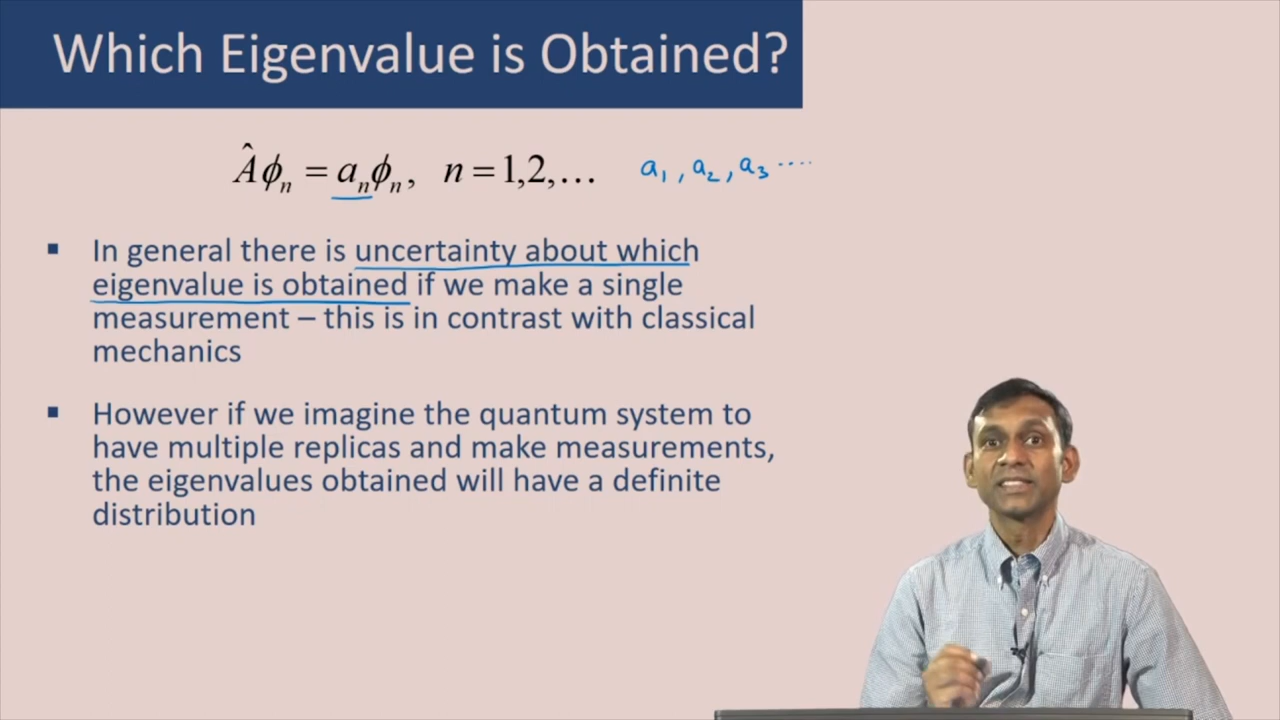 Which Eigenvalue is Obtained?
Âϕₙ = aₙϕₙ, n = 1,2,... a₁, a₂, a₃ ....
▪ In general there is uncertainty about which
eigenvalue is obtained if we make a single
measurement – this is in contrast with classical
mechanics
▪ However if we imagine the quantum system to
have multiple replicas and make measurements,
the eigenvalues obtained will have a definite
distribution